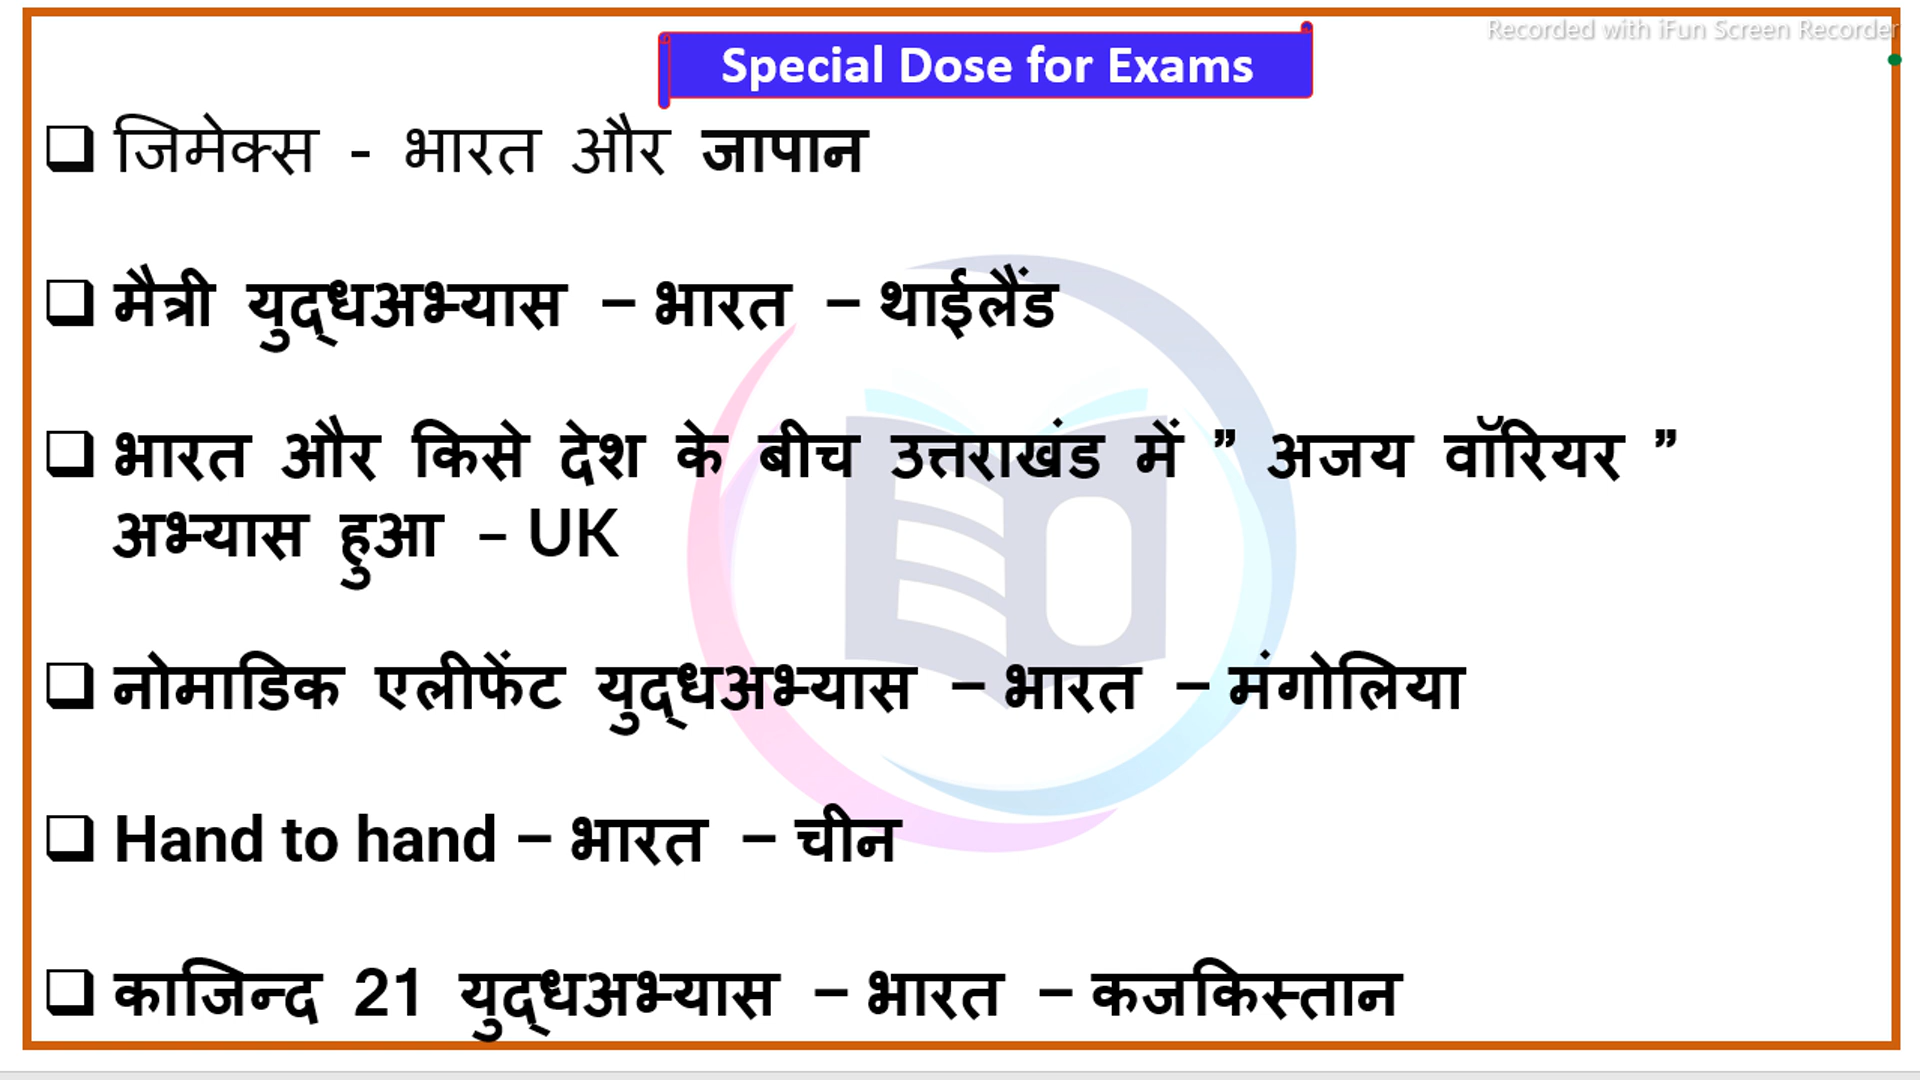 Recorded with iFun Screen Recorder
Special Dose for Exams
जिमेक्स - भारत और जापान
मैत्री युद्धअभ्यास – भारत – थाईलैंड
भारत और किसे देश के बीच उत्तराखंड में ” अजय वॉरियर ”
अभ्यास हुआ – UK
नोमाडिक एलीफेंट युद्धअभ्यास – भारत – मंगोलिया
Hand to hand – भारत – चीन
काजिन्द 21 युद्धअभ्यास – भारत – कजकिस्तान